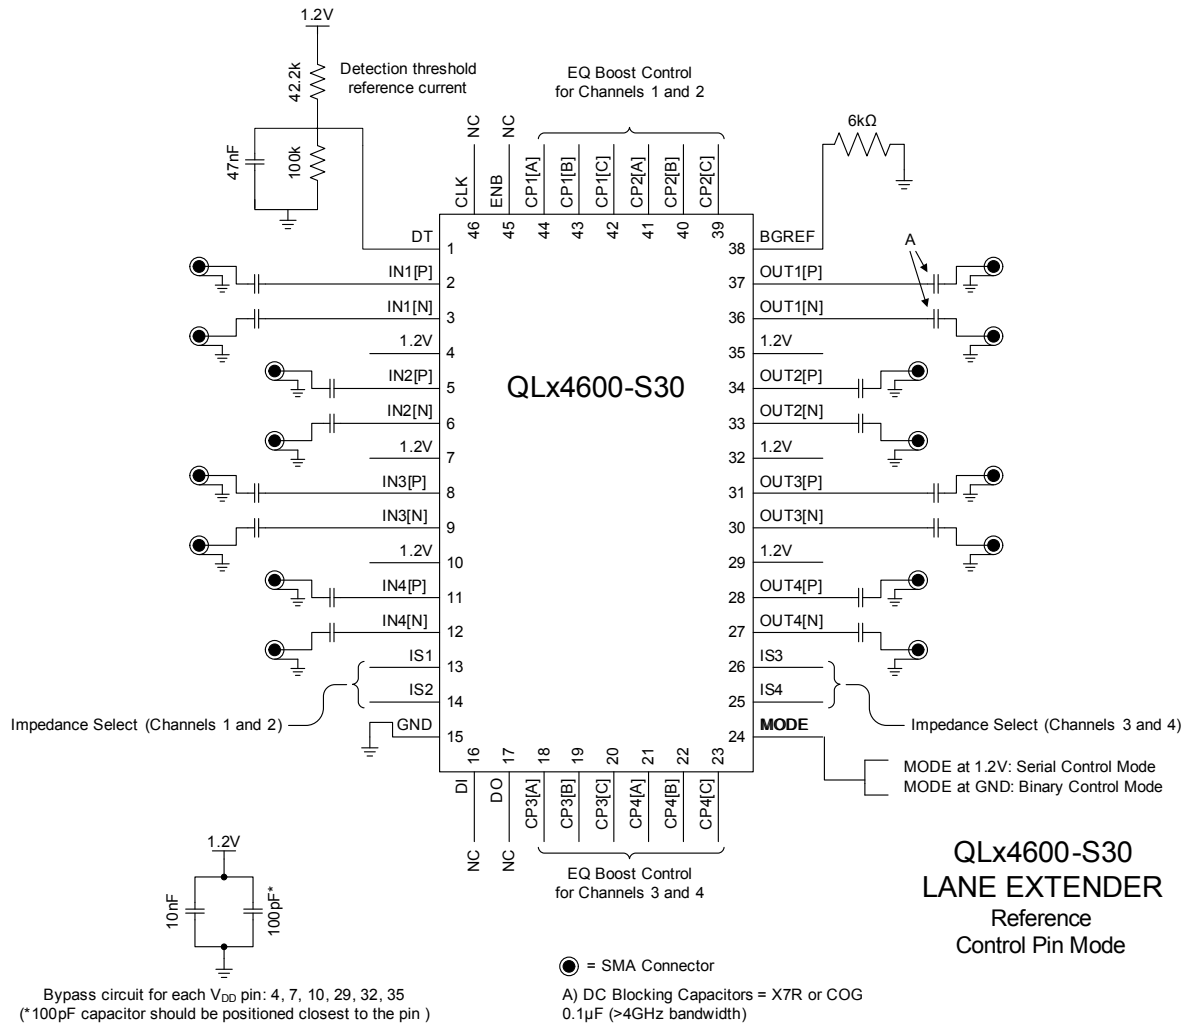 1.2V
42.2k
Detection threshold
reference current
47nF
100k
EQ Boost Control
for Channels 1 and 2
NC
NC
6kΩ
CLK
ENB
CP1[A]
CP1[B]
CP1[C]
CP2[A]
CP2[B]
CP2[C]
46
45
44
43
42
41
40
39
DT
1
38
BGREF
A
IN1[P]
2
37
OUT1[P]
IN1[N]
3
36
OUT1[N]
1.2V
4
35
1.2V
IN2[P]
5
34
OUT2[P]
QLx4600-S30
IN2[N]
6
33
OUT2[N]
1.2V
7
32
1.2V
IN3[P]
8
31
OUT3[P]
IN3[N]
9
30
OUT3[N]
1.2V
10
29
1.2V
IN4[P]
11
28
OUT4[P]
IN4[N]
12
27
OUT4[N]
IS1
13
26
IS3
IS2
14
25
IS4
Impedance Select (Channels 1 and 2)
Impedance Select (Channels 3 and 4)
GND
15
24
MODE
MODE at 1.2V: Serial Control Mode
MODE at GND: Binary Control Mode
16
17
18
19
20
21
22
23
DI
DO
CP3[A]
CP3[B]
CP3[C]
CP4[A]
CP4[B]
CP4[C]
NC
NC
EQ Boost Control
for Channels 3 and 4
1.2V
10nF
100pF*
Bypass circuit for each VDD pin: 4, 7, 10, 29, 32, 35
(*100pF capacitor should be positioned closest to the pin )
= SMA Connector
A) DC Blocking Capacitors = X7R or COG
0.1µF (>4GHz bandwidth)
QLx4600-S30
LANE EXTENDER
Reference
Control Pin Mode